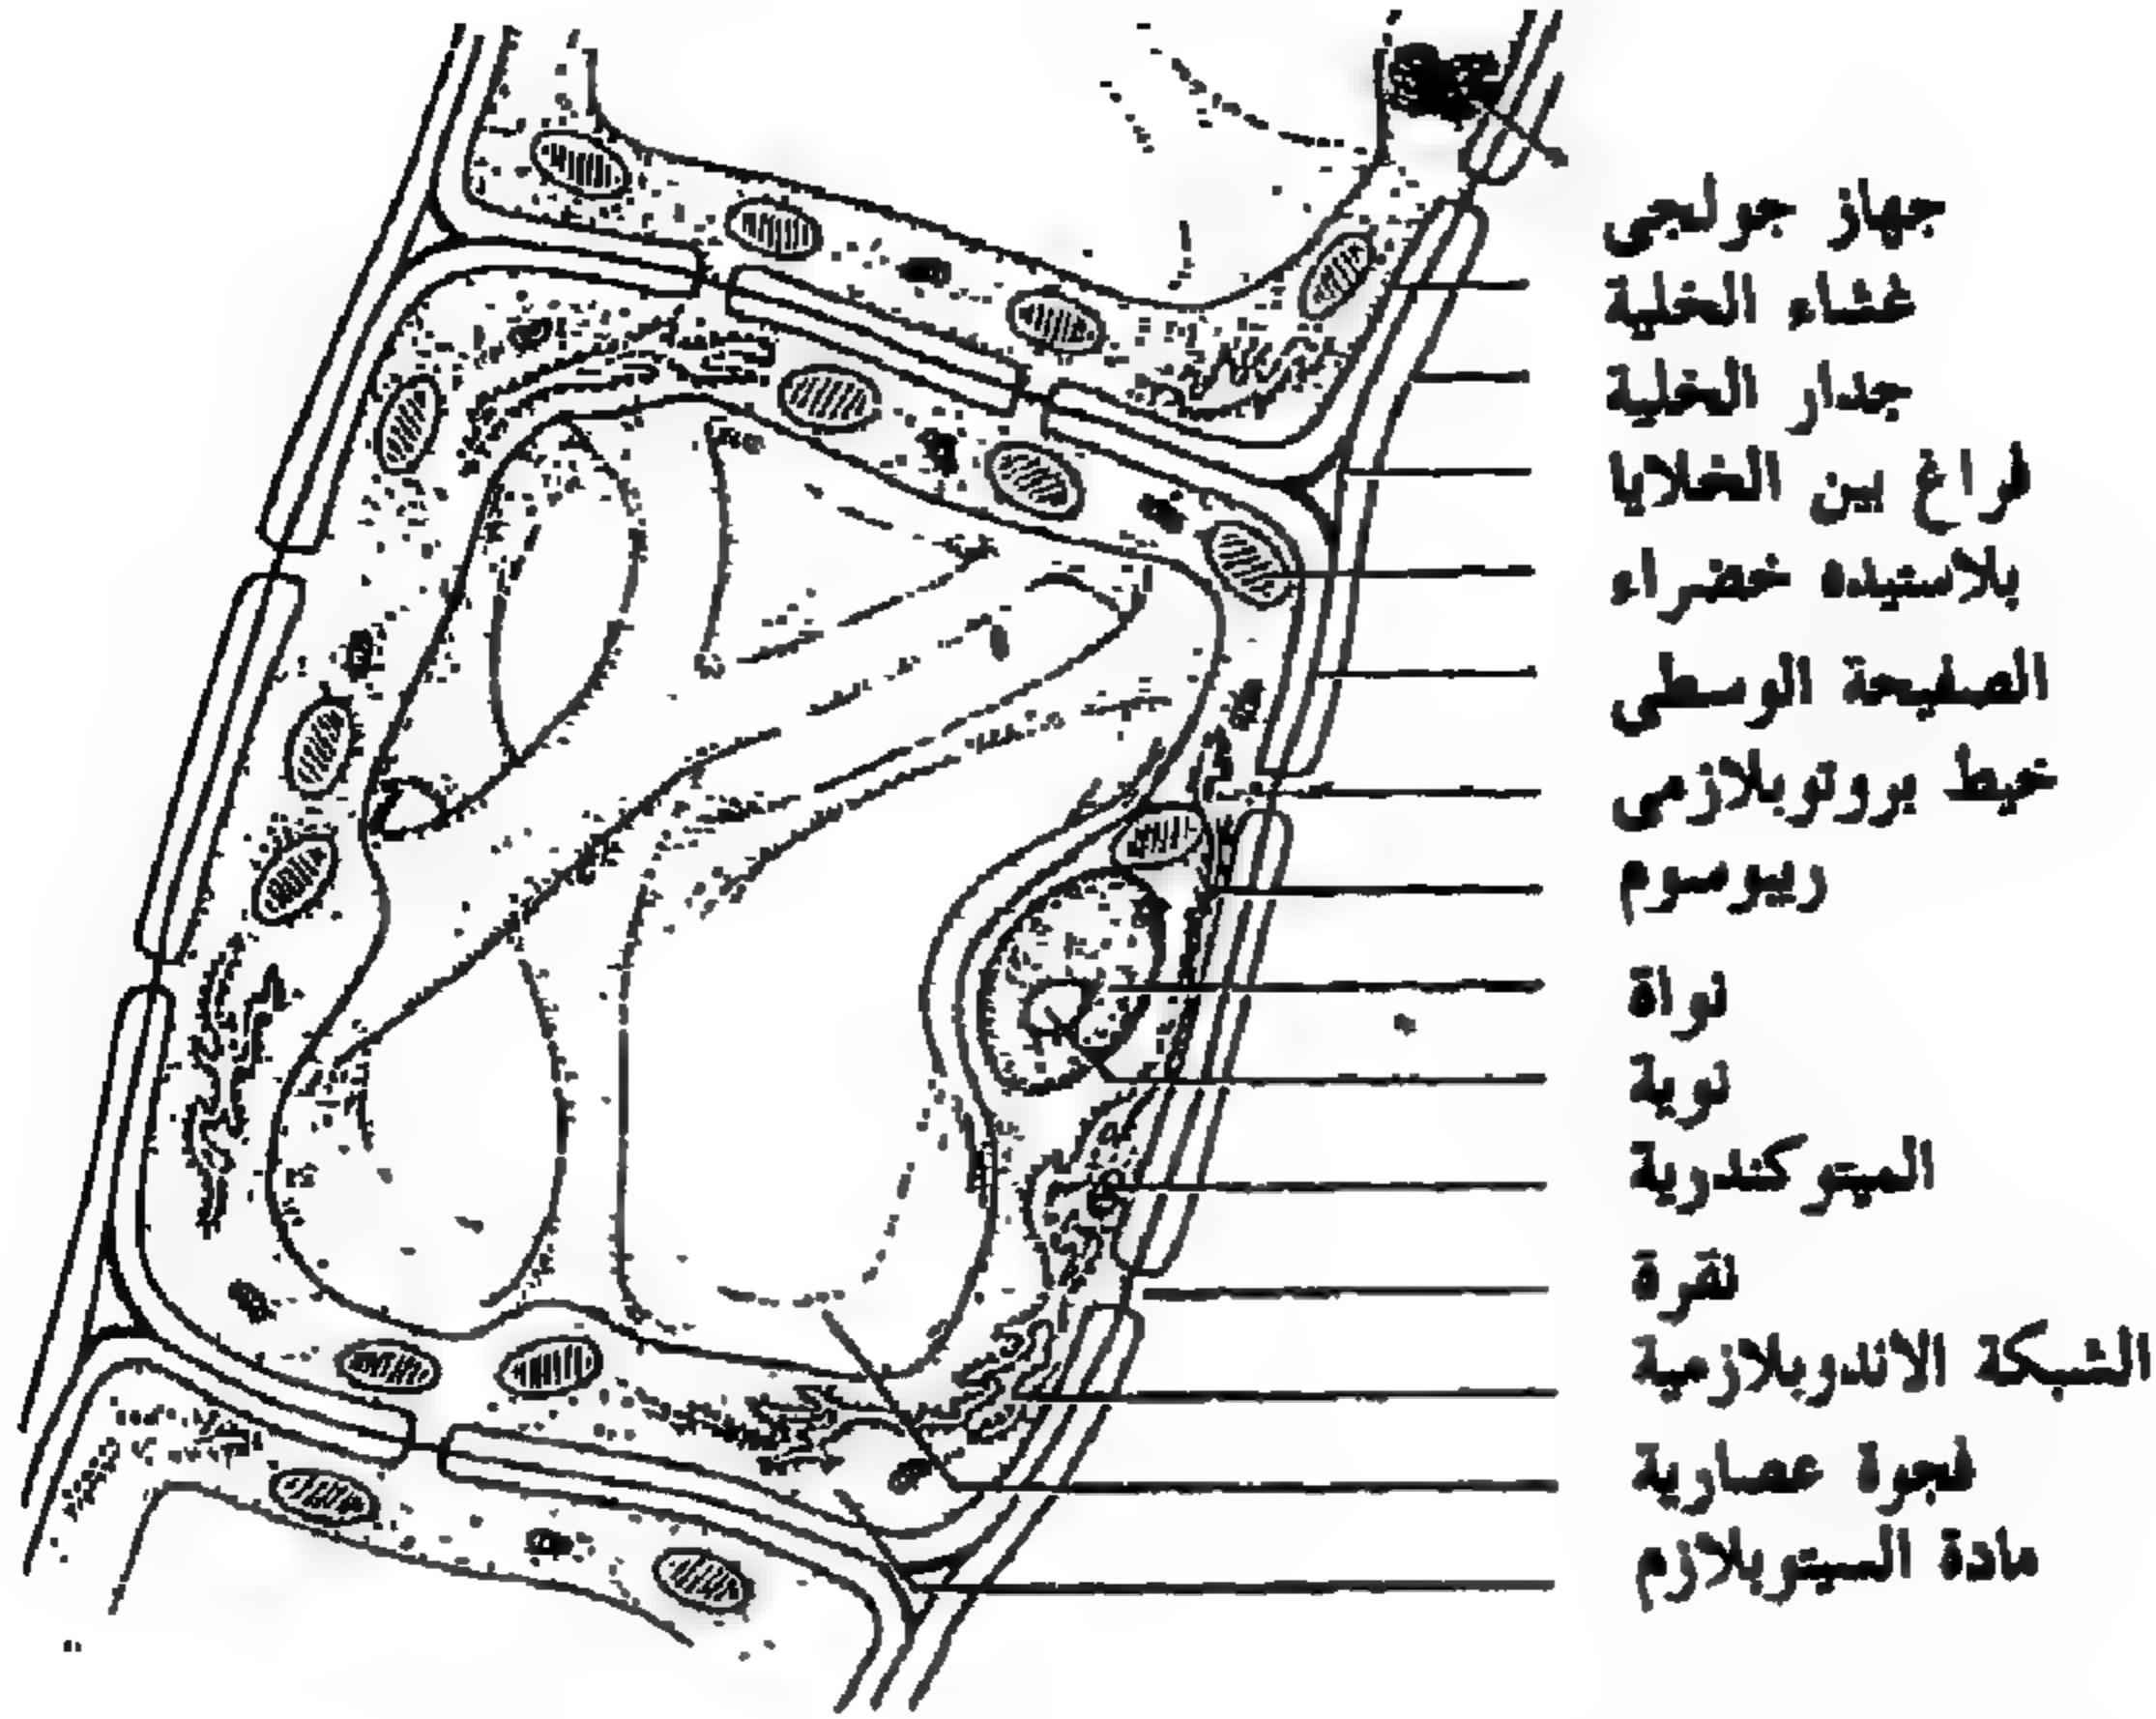 جهاز جولجى
غشاء الخلية
جدار الخلية
فراغ بين الخلايا
بلاستيده خضراء
الصفيحة الوسطى
خيط بروتوبلازمى
ريبوسوم
نواة
نوية
الميتوكندرية
نقرة
الشبكة الاندوبلازمية
فجوة عصارية
مادة السيتوبلازم